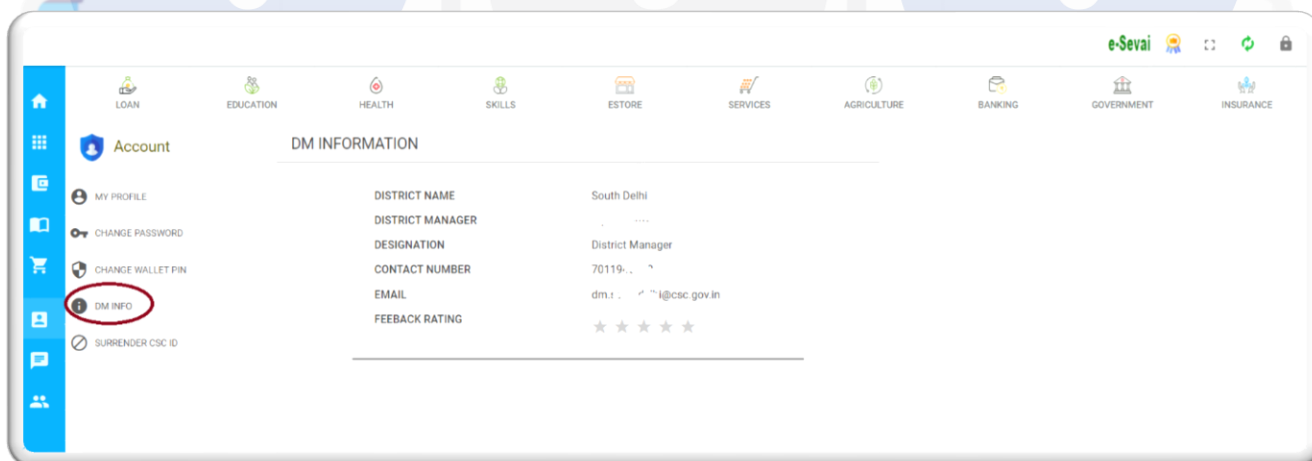 e-Sevai
LOAN EDUCATION HEALTH SKILLS ESTORE SERVICES AGRICULTURE BANKING GOVERNMENT INSURANCE
Account
MY PROFILE
CHANGE PASSWORD
CHANGE WALLET PIN
DM INFO
SURRENDER CSC ID
DM INFORMATION
DISTRICT NAME South Delhi
DISTRICT MANAGER
DESIGNATION District Manager
CONTACT NUMBER 70119
EMAIL @csc.gov.in
FEEBACK RATING